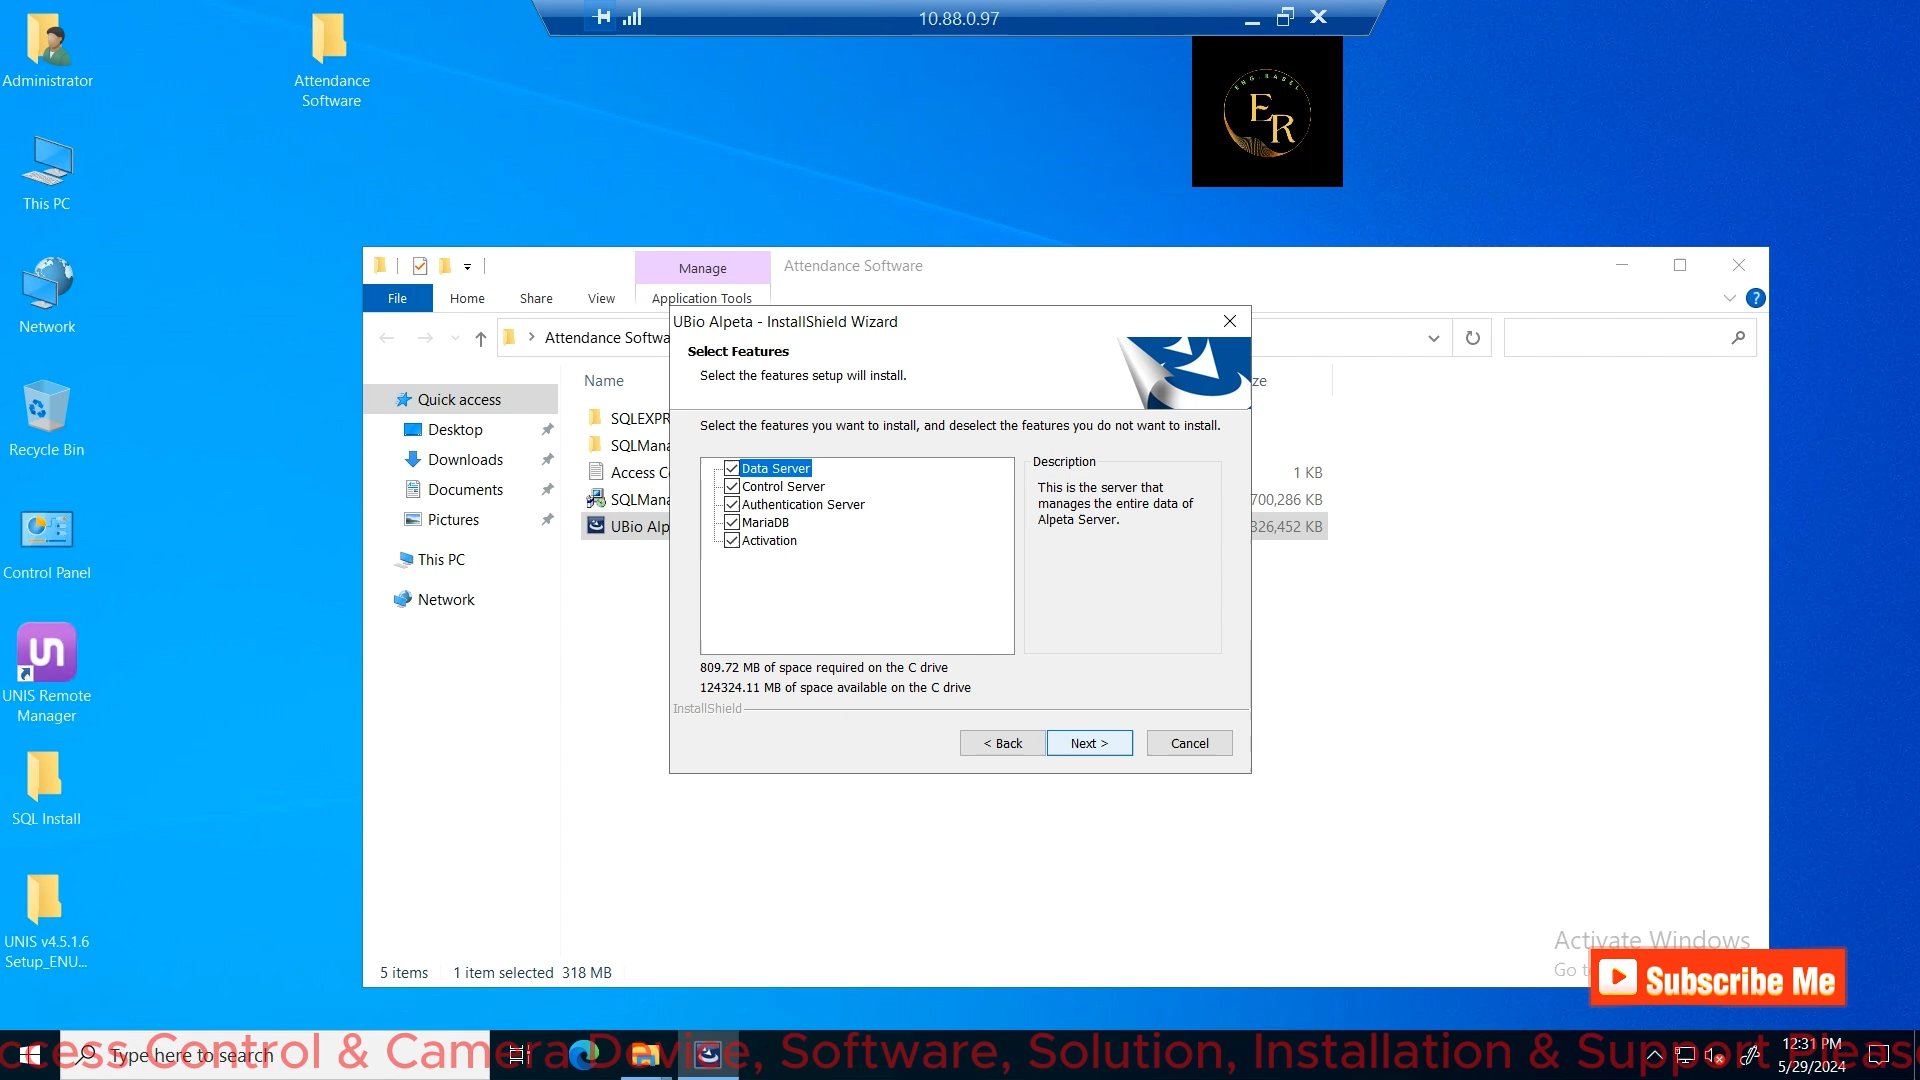 10.88.0.97
Administrator
Attendance
Software
This PC
Network
Recycle Bin
Control Panel
UNIS Remote
Manager
SQL Install
UNIS v4.5.1.6
Setup_ENU...
ENG.RABEL
ER
Manage
Attendance Software
File
Home
Share
View
Application Tools
Attendance Softwa
Quick access
Desktop
Downloads
Documents
Pictures
This PC
Network
Name
ze
SQLEXPR
SQLMana
Access Co
1 KB
SQLMana
700,286 KB
UBio Alp
326,452 KB
UBio Alpeta - InstallShield Wizard
Select Features
Select the features setup will install.
Select the features you want to install, and deselect the features you do not want to install.
Data Server
Control Server
Authentication Server
MariaDB
Activation
Description
This is the server that
manages the entire data of
Alpeta Server.
809.72 MB of space required on the C drive
124324.11 MB of space available on the C drive
InstallShield
< Back
Next >
Cancel
5 items
1 item selected 318 MB
Activate Windows
Go to
Subscribe Me
Type here to search
ccess Control & Camera Device, Software, Solution, Installation & Support Pleas
12:31 PM
5/29/2024